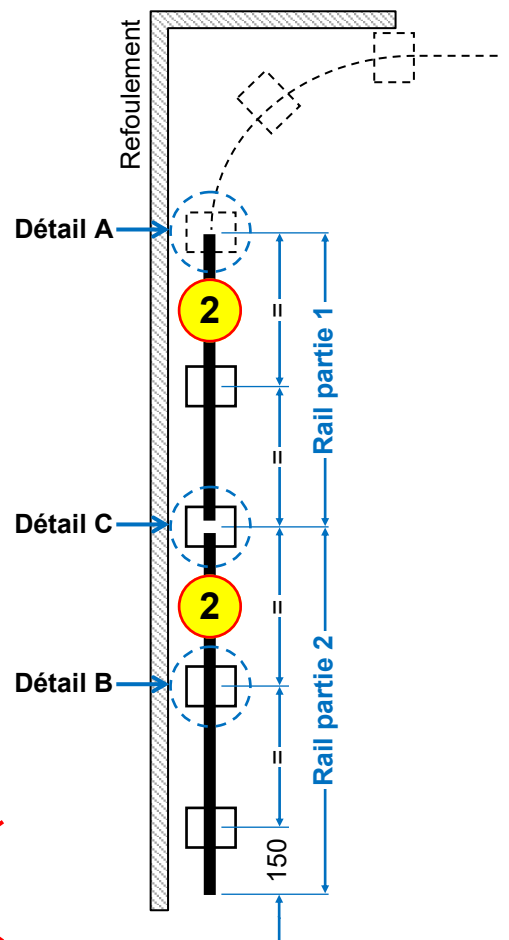 Refoulement
Détail A
2
=
Rail partie 1
=
Détail C
=
2
Rail partie 2
Détail B
=
150